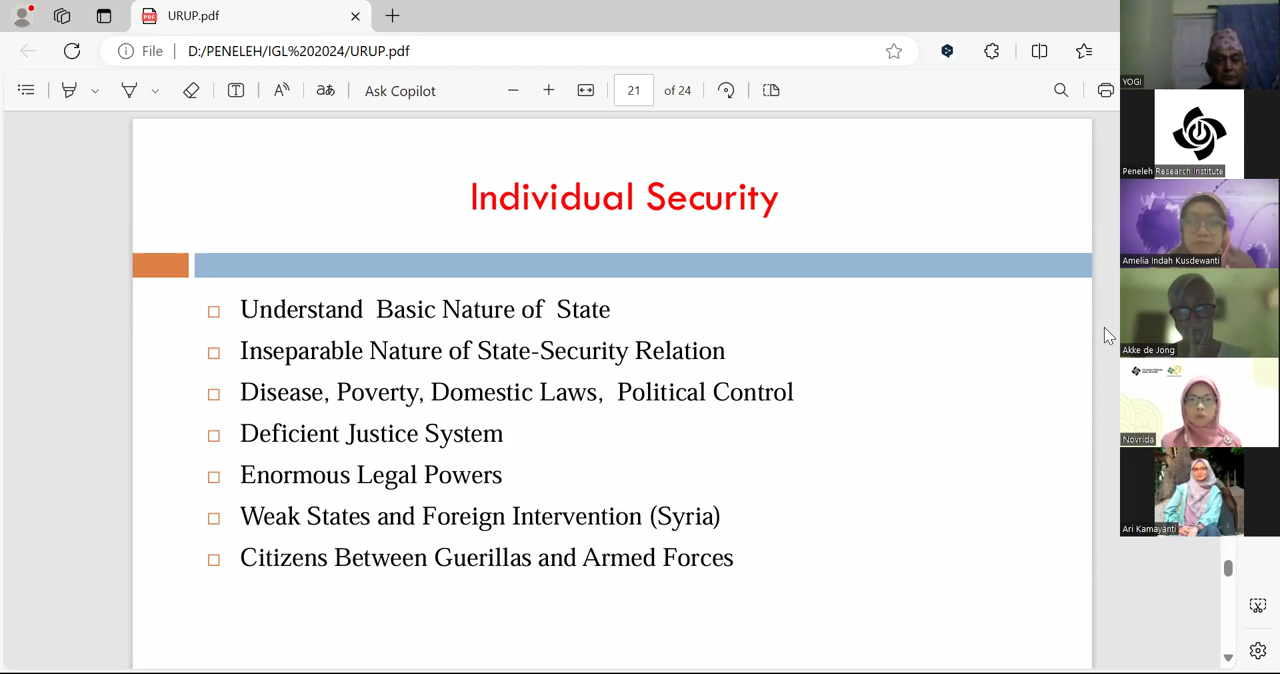 URUP.pdf
File
D:/PENELEH/IGL%202024/URUP.pdf
Ask Copilot
21 of 24
Individual Security
Understand Basic Nature of State
Inseparable Nature of State-Security Relation
Disease, Poverty, Domestic Laws, Political Control
Deficient Justice System
Enormous Legal Powers
Weak States and Foreign Intervention (Syria)
Citizens Between Guerillas and Armed Forces
YOGI
Peneleh Research Institute
Amelia Indah Kusdewanti
Akke de Jong
Novrida
Ari Kamayanti